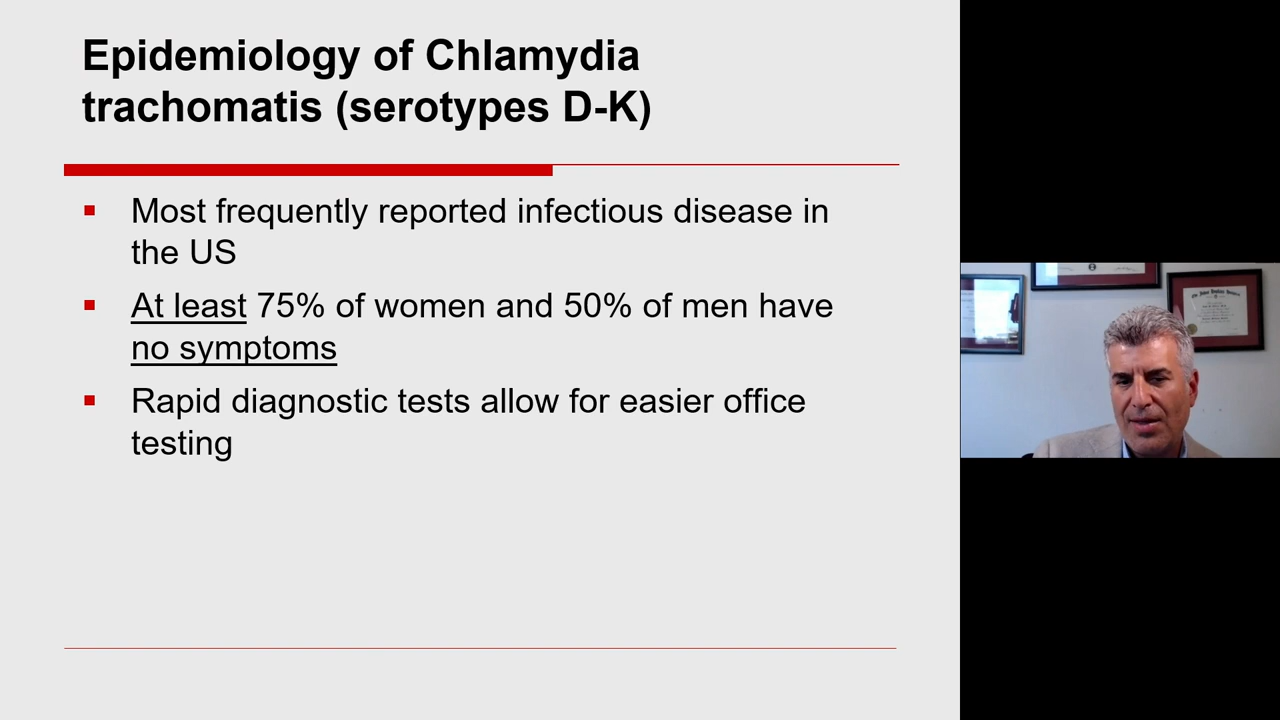 Epidemiology of Chlamydia
trachomatis (serotypes D-K)
Most frequently reported infectious disease in
the US
At least 75% of women and 50% of men have
no symptoms
Rapid diagnostic tests allow for easier office
testing